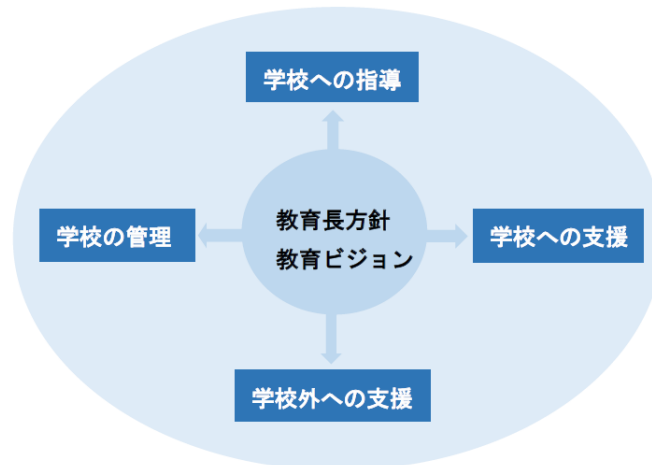 学校への指導
学校の管理
教育長方針
教育ビジョン
学校への支援
学校外への支援